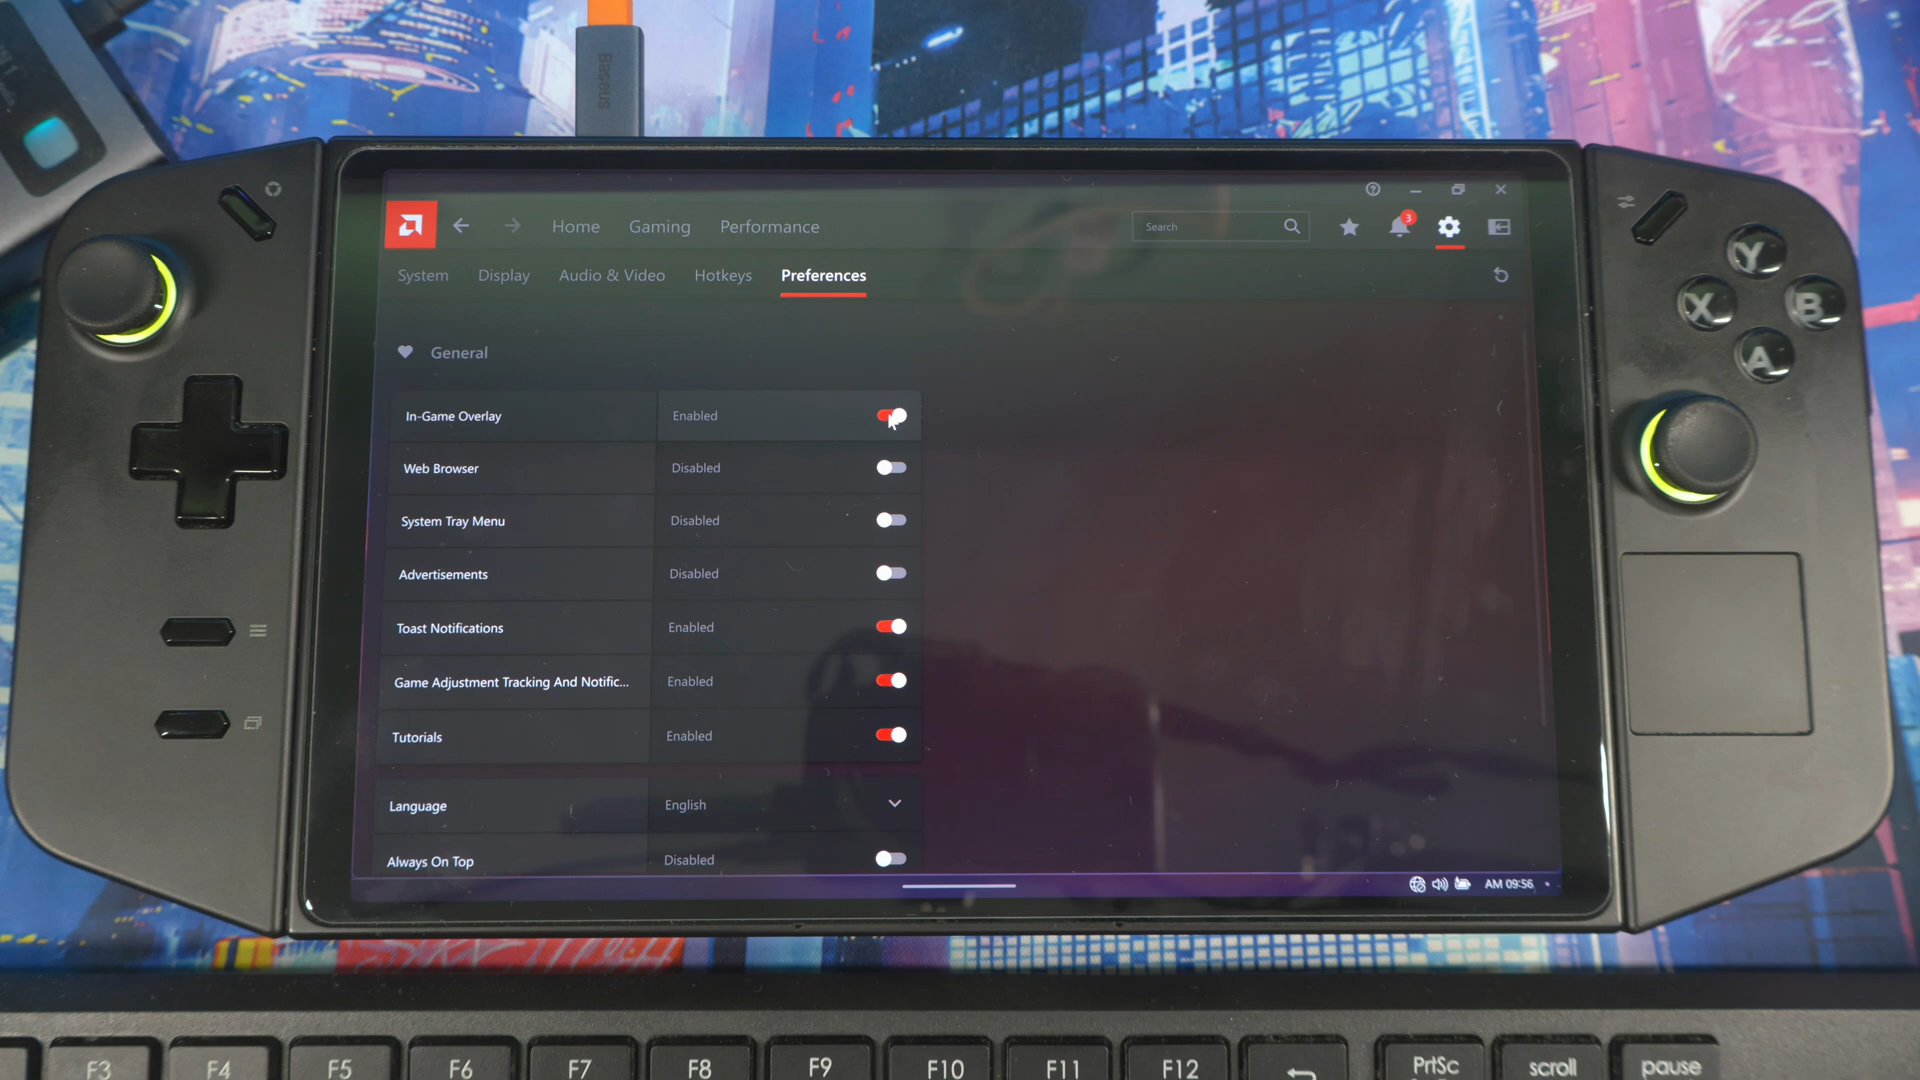 Baseus
Home Gaming Performance Search 3
System Display Audio & Video Hotkeys Preferences
General
In-Game Overlay Enabled
Web Browser Disabled
System Tray Menu Disabled
Advertisements Disabled
Toast Notifications Enabled
Game Adjustment Tracking And Notific... Enabled
Tutorials Enabled
Language English
Always On Top Disabled
AM 09:56
Y
X B
A
F3 F4 F5 F6 F7 F8 F9 F10 F11 F12 PrtSc scroll pause